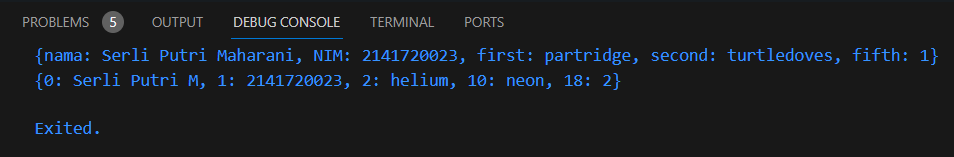 PROBLEMS 5 OUTPUT DEBUG CONSOLE TERMINAL PORTS
{nama: Serli Putri Maharani, NIM: 2141720023, first: partridge, second: turtledoves, fifth: 1}
{0: Serli Putri M, 1: 2141720023, 2: helium, 10: neon, 18: 2}
Exited.